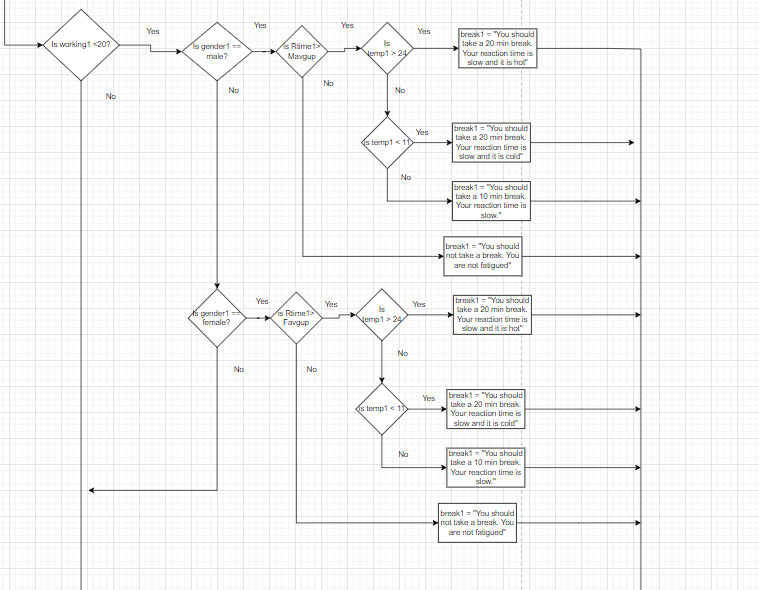 Yes
Yes
Yes
Yes
Is working1 <20?
Is gender1 ==
male?
is Rtime1>
Mavgup
Is
temp1 > 24
break1 = "You should
take a 20 min break.
Your reaction time is
slow and it is hot"
No
No
No
No
Is temp1 < 11
Yes
break1 = "You should
take a 20 min break.
Your reaction time is
slow and it is cold"
No
break1 = "You should
take a 10 min break.
Your reaction time is
slow."
break1 = "You should
not take a break. You
are not fatigued"
Is gender1 ==
female?
Yes
Is Rtime1>
Favgup
Yes
Is
temp1 > 24
Yes
break1 = "You should
take a 20 min break.
Your reaction time is
slow and it is hot"
No
No
No
Is temp1 < 11
Yes
break1 = "You should
take a 20 min break.
Your reaction time is
slow and it is cold"
No
break1 = "You should
take a 10 min break.
Your reaction time is
slow."
break1 = "You should
not take a break. You
are not fatigued"